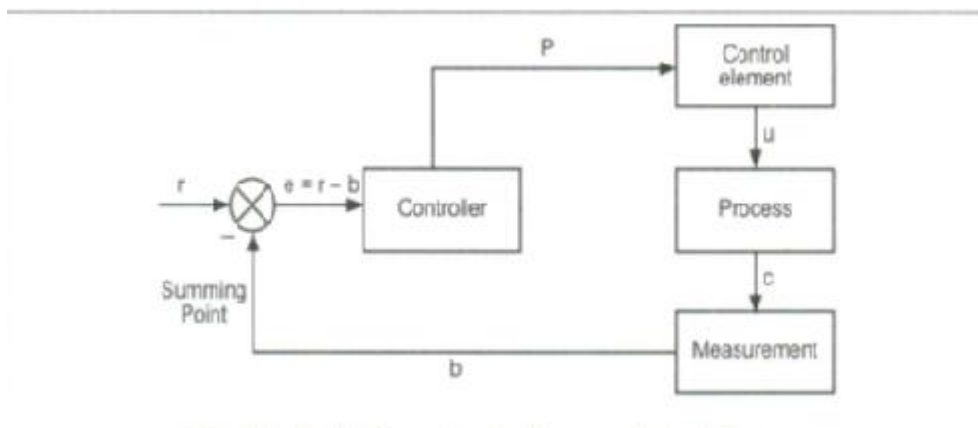 P
Control
element
u
r
e = r - b
Controller
Process
c
Summing
Point
Measurement
b